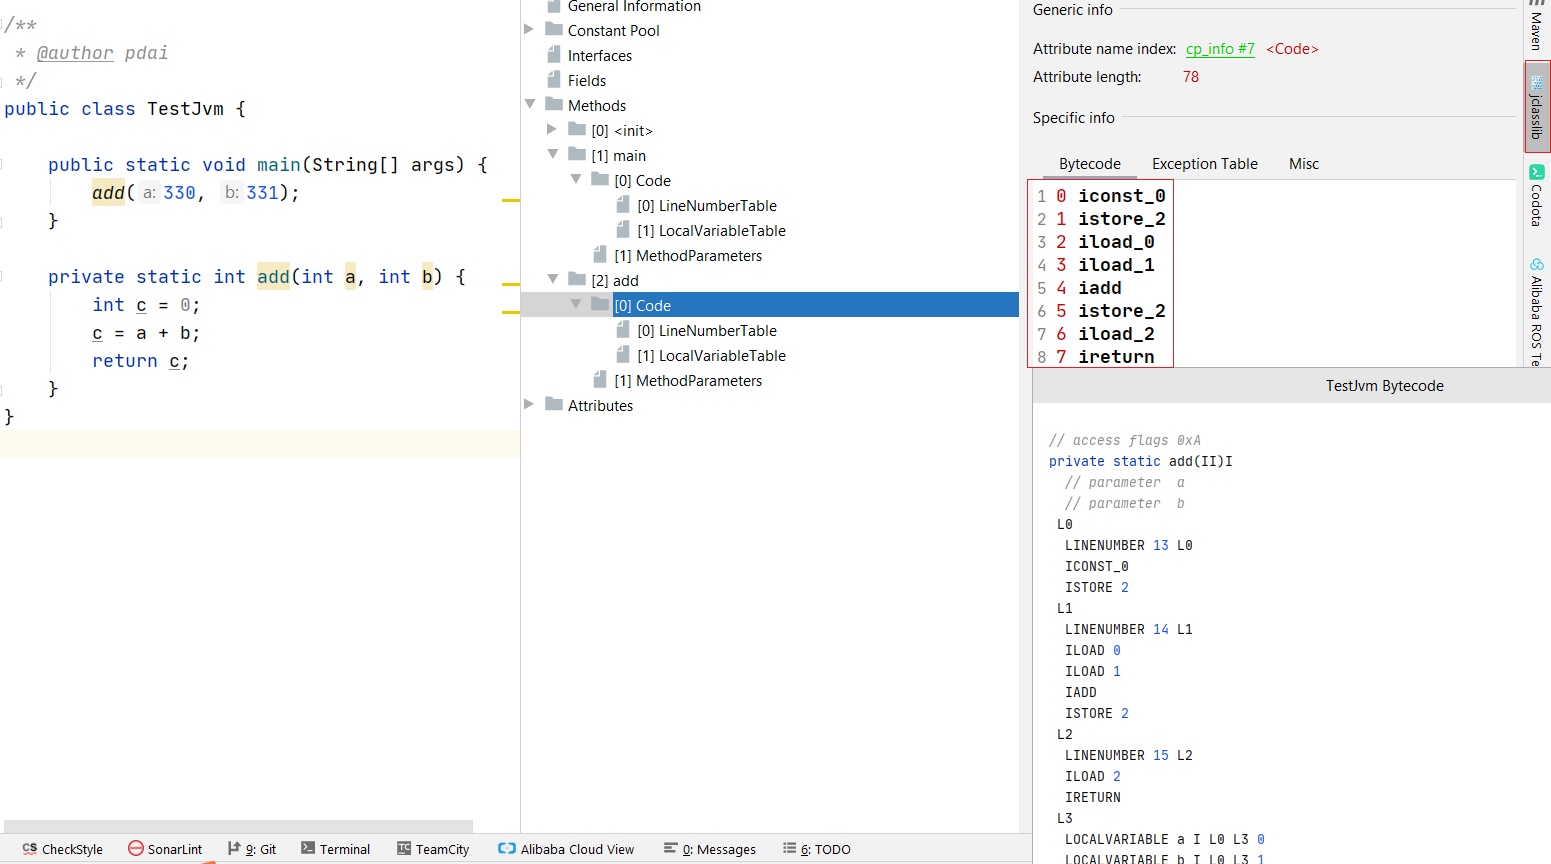 /**
 * @author pdai
 */
public class TestJvm {
    public static void main(String[] args) {
        add( a: 330,  b: 331);
    }
    private static int add(int a, int b) {
        int c = 0;
        c = a + b;
        return c;
    }
}
General Information
Constant Pool
Interfaces
Fields
Methods
[0] <init>
[1] main
[0] Code
[0] LineNumberTable
[1] LocalVariableTable
[1] MethodParameters
[2] add
[0] Code
[0] LineNumberTable
[1] LocalVariableTable
[1] MethodParameters
Attributes
Generic info
Attribute name index: cp_info #7 <Code>
Attribute length: 78
Specific info
Bytecode Exception Table Misc
1 0 iconst_0
2 1 istore_2
3 2 iload_0
4 3 iload_1
5 4 iadd
6 5 istore_2
7 6 iload_2
8 7 ireturn
TestJvm Bytecode
// access flags 0xA
private static add(II)I
// parameter  a
// parameter  b
L0
LINENUMBER 13 L0
ICONST_0
ISTORE 2
L1
LINENUMBER 14 L1
ILOAD 0
ILOAD 1
IADD
ISTORE 2
L2
LINENUMBER 15 L2
ILOAD 2
IRETURN
L3
LOCALVARIABLE a I L0 L3 0
LOCALVARIABLE b I L0 L3 1
Maven
jclasslib
Codota
Alibaba ROS Te
CS CheckStyle
SonarLint
9: Git
Terminal
TC TeamCity
Alibaba Cloud View
0: Messages
6: TODO